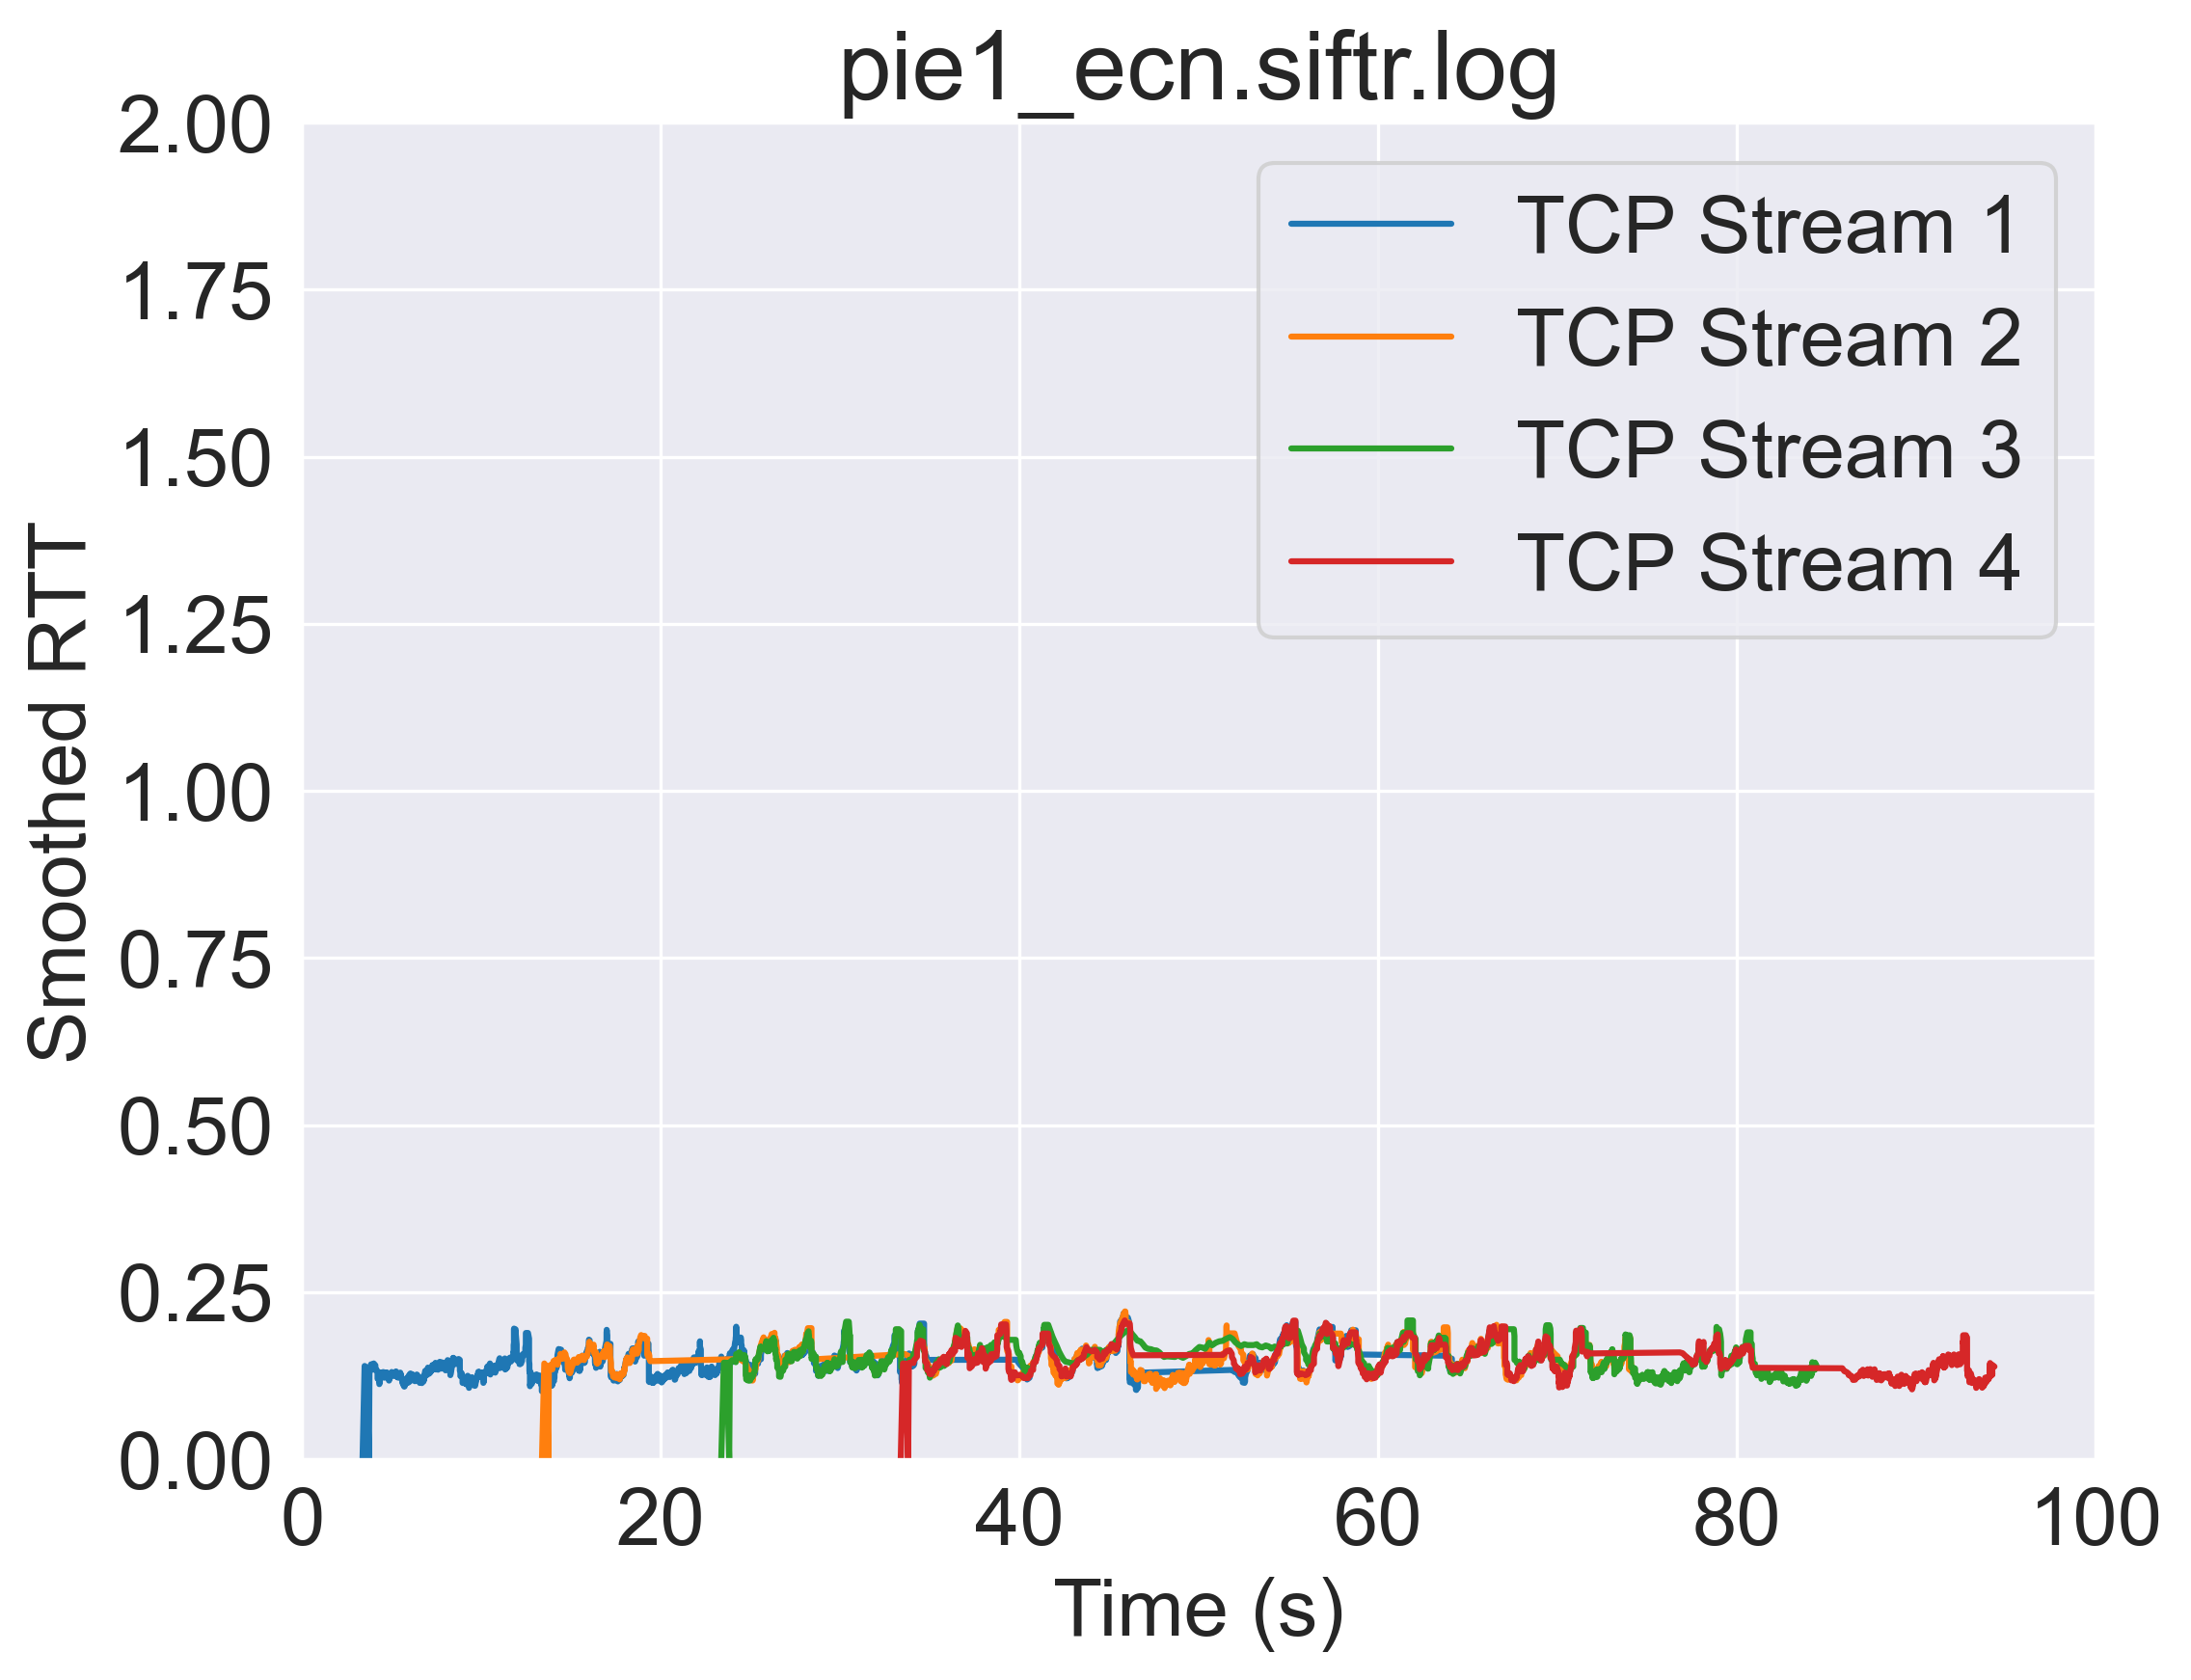 pie1_ecn.siftr.log
2.00
1.75
1.50
1.25
1.00
0.75
0.50
0.25
0.00
Smoothed RTT
TCP Stream 1
TCP Stream 2
TCP Stream 3
TCP Stream 4
0 20 40 60 80 100
Time (s)